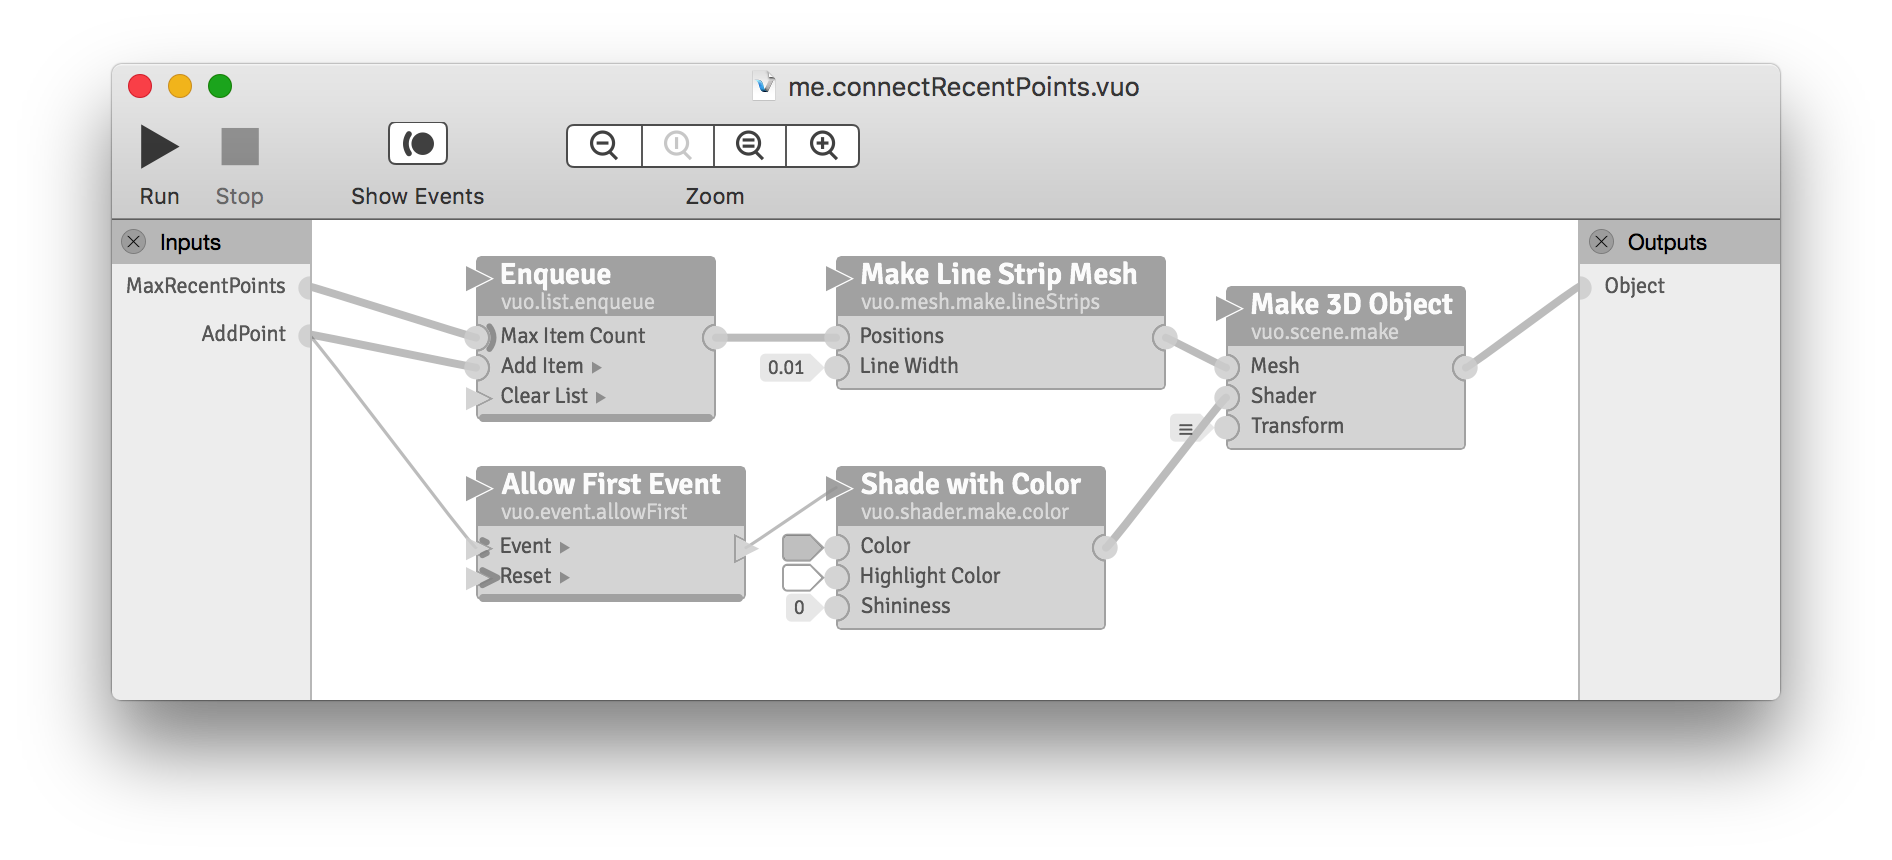 me.connectRecentPoints.vuo
Run
Stop
Show Events
Zoom
Inputs
MaxRecentPoints
AddPoint
Enqueue
vuo.list.enqueue
Max Item Count
Add Item
Clear List
Make Line Strip Mesh
vuo.mesh.make.lineStrips
Positions
0.01
Line Width
Make 3D Object
vuo.scene.make
Mesh
Shader
Transform
Allow First Event
vuo.event.allowFirst
Event
Reset
Shade with Color
vuo.shader.make.color
Color
Highlight Color
0
Shininess
Outputs
Object